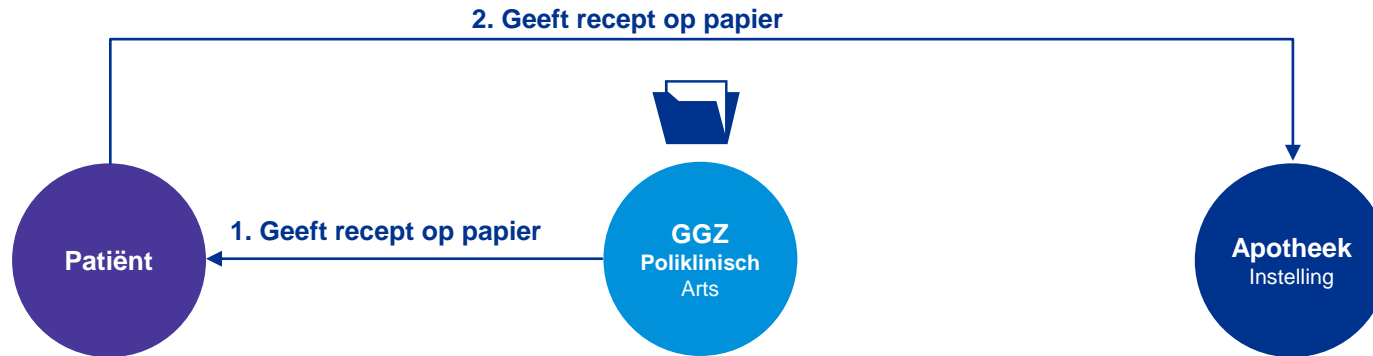 2. Geeft recept op papier
1. Geeft recept op papier
Patiënt
GGZ
Poliklinisch
Arts
Apotheek
Instelling